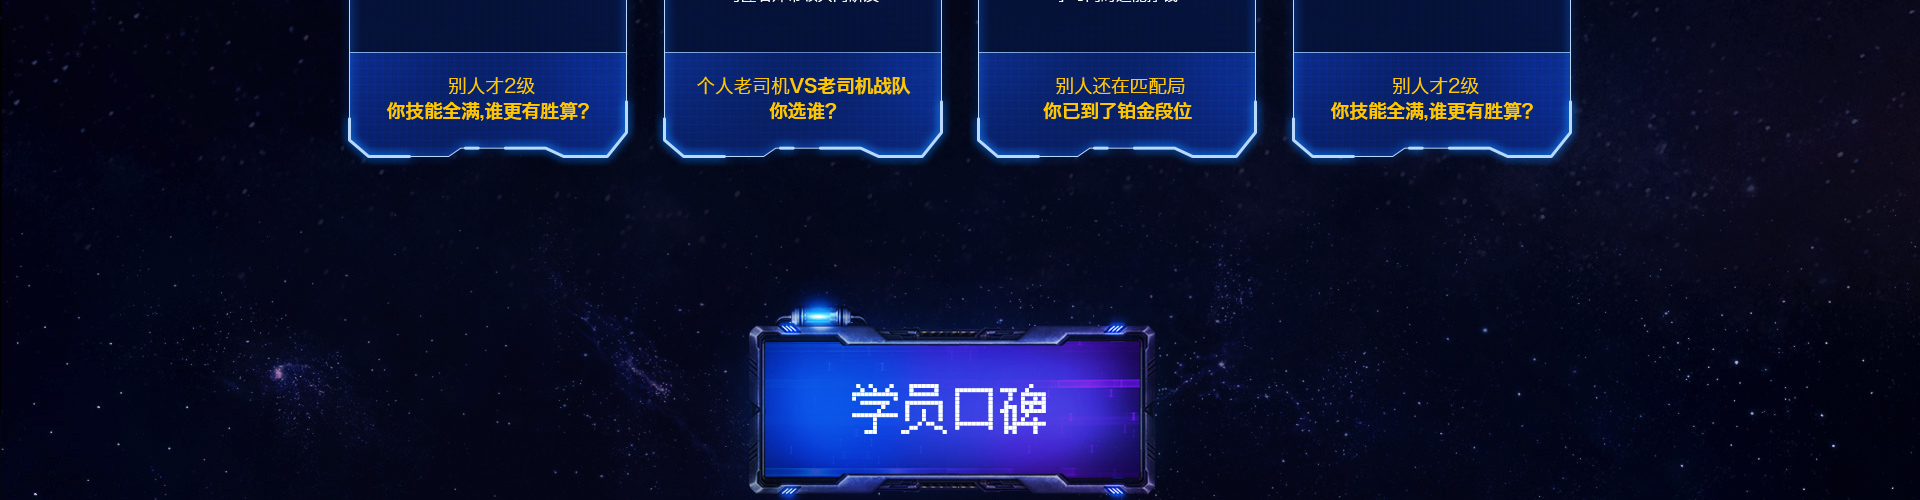 别人才2级
你技能全满,谁更有胜算?
个人老司机VS老司机战队
你选谁?
别人还在匹配局
你已到了铂金段位
别人才2级
你技能全满,谁更有胜算?
学员口碑